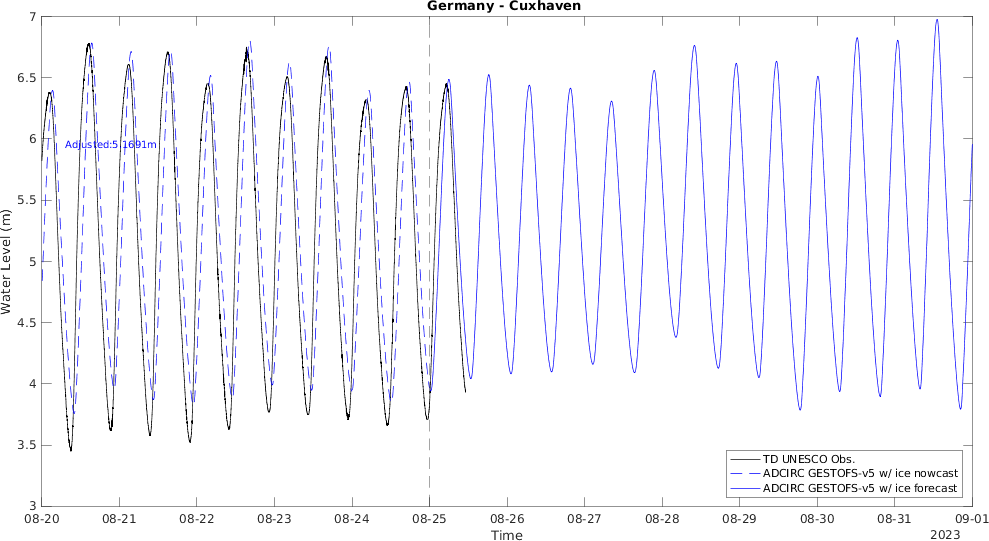 Germany - Cuxhaven
7
6.5
6
5.5
5
4.5
4
3.5
3
Water Level (m)
Adjusted:5.1691m
TD UNESCO Obs.
ADCIRC GESTOFS-v5 w/ ice nowcast
ADCIRC GESTOFS-v5 w/ ice forecast
08-20 08-21 08-22 08-23 08-24 08-25 08-26 08-27 08-28 08-29 08-30 08-31 09-01
Time
2023